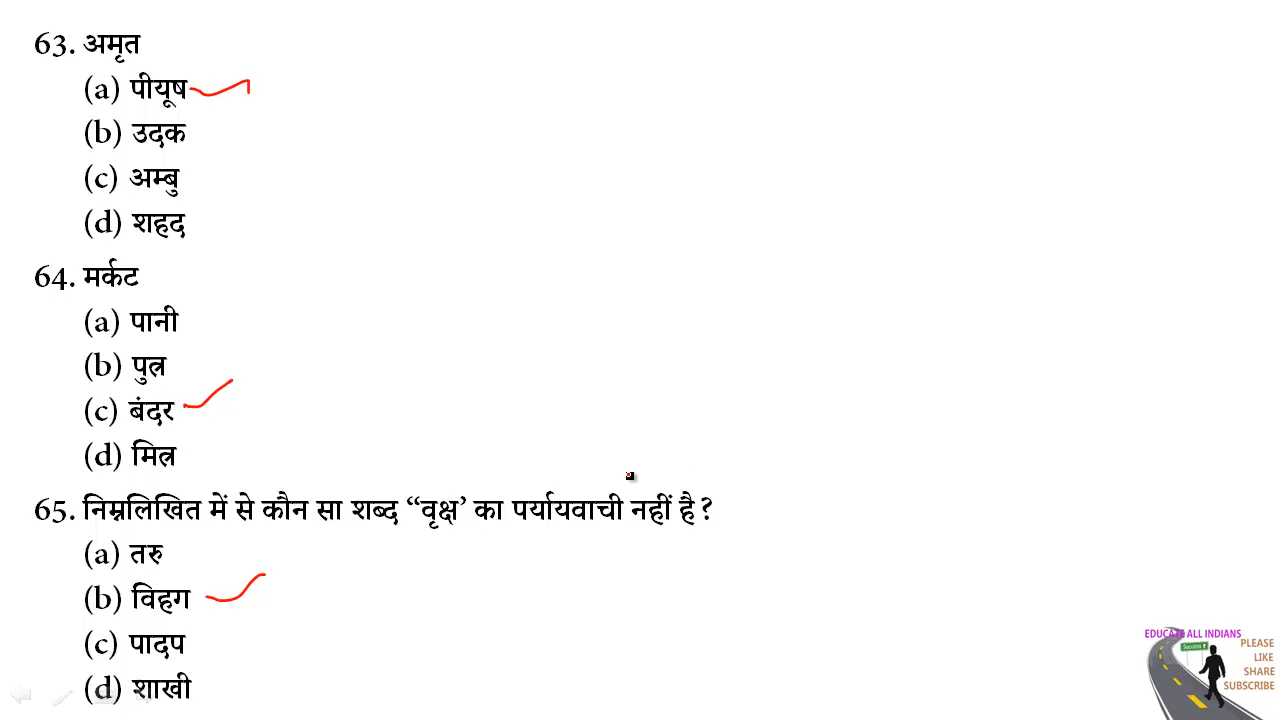 63. अमृत
(a) पीयूष
(b) उदक
(c) अम्बु
(d) शहद
64. मर्कट
(a) पानी
(b) पुत्र
(c) बंदर
(d) मित्र
65. निम्नलिखित में से कौन सा शब्द “वृक्ष’ का पर्यायवाची नहीं है ?
(a) तरु
(b) विहग
(c) पादप
(d) शाखी
EDUCATE ALL INDIANS
Success
PLEASE
LIKE
SHARE
SUBSCRIBE